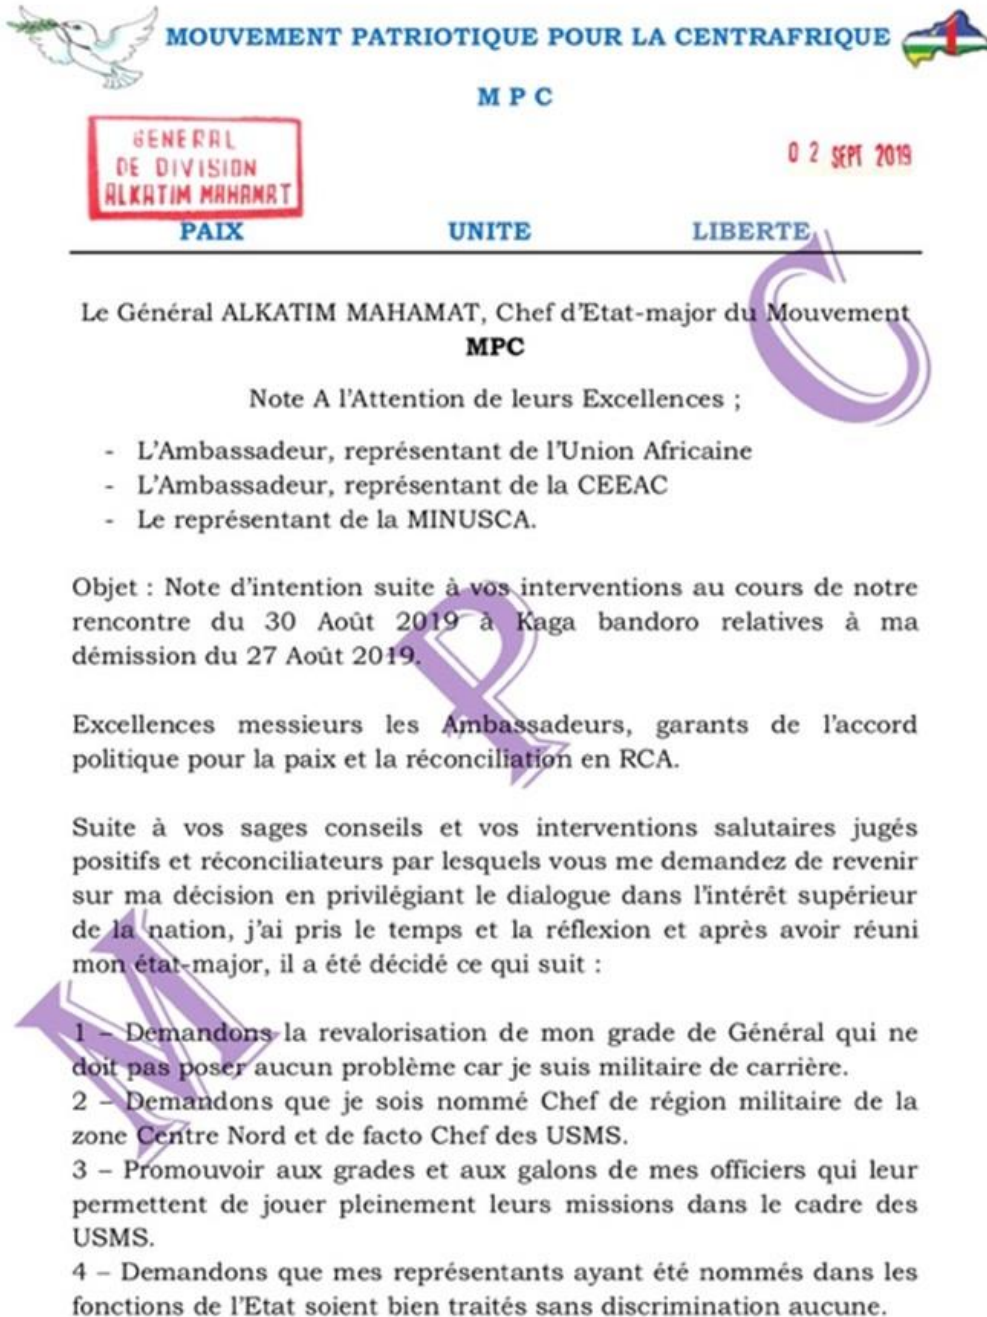 MOUVEMENT PATRIOTIQUE POUR LA CENTRAFRIQUE
M P C
GENERAL
DE DIVISION
ALKATIM MAHAMAT
0 2 SEPT 2019
PAIX UNITE LIBERTE
Le Général ALKATIM MAHAMAT, Chef d'Etat-major du Mouvement
MPC
Note A l'Attention de leurs Excellences ;
- L'Ambassadeur, représentant de l'Union Africaine
- L'Ambassadeur, représentant de la CEEAC
- Le représentant de la MINUSCA.
Objet : Note d'intention suite à vos interventions au cours de notre
rencontre du 30 Août 2019 à Kaga bandoro relatives à ma
démission du 27 Août 2019.
Excellences messieurs les Ambassadeurs, garants de l'accord
politique pour la paix et la réconciliation en RCA.
Suite à vos sages conseils et vos interventions salutaires jugés
positifs et réconciliateurs par lesquels vous me demandez de revenir
sur ma décision en privilégiant le dialogue dans l'intérêt supérieur
de la nation, j'ai pris le temps et la réflexion et après avoir réuni
mon état-major, il a été décidé ce qui suit :
1 – Demandons la revalorisation de mon grade de Général qui ne
doit pas poser aucun problème car je suis militaire de carrière.
2 – Demandons que je sois nommé Chef de région militaire de la
zone Centre Nord et de facto Chef des USMS.
3 – Promouvoir aux grades et aux galons de mes officiers qui leur
permettent de jouer pleinement leurs missions dans le cadre des
USMS.
4 – Demandons que mes représentants ayant été nommés dans les
fonctions de l'Etat soient bien traités sans discrimination aucune.
M P C